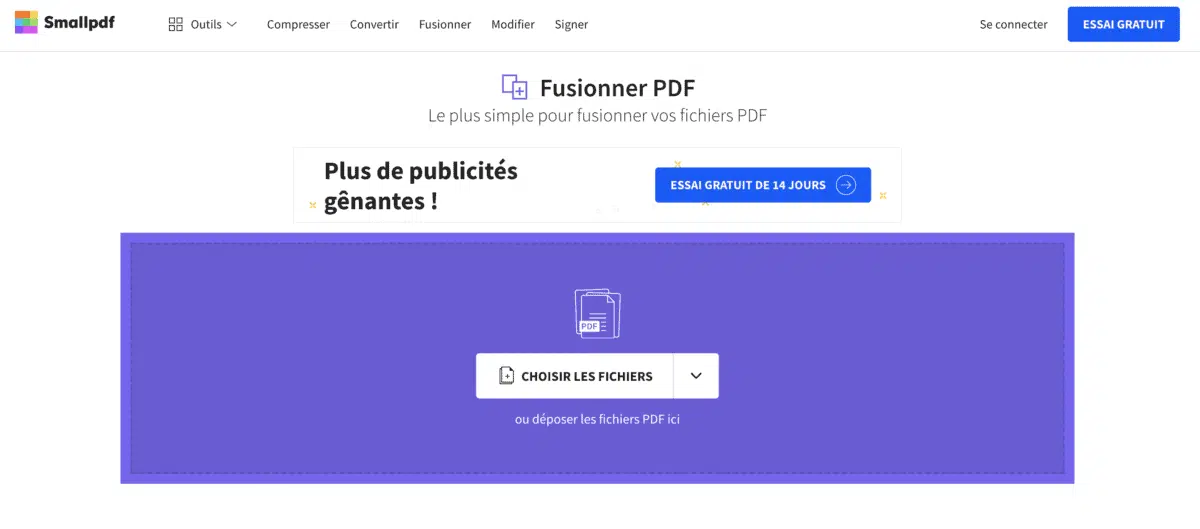 Smallpdf Outils Compresser Convertir Fusionner Modifier Signer Se connecter ESSAI GRATUIT
Fusionner PDF
Le plus simple pour fusionner vos fichiers PDF
Plus de publicités
gênantes !
ESSAI GRATUIT DE 14 JOURS
PDF
CHOISIR LES FICHIERS
ou déposer les fichiers PDF ici